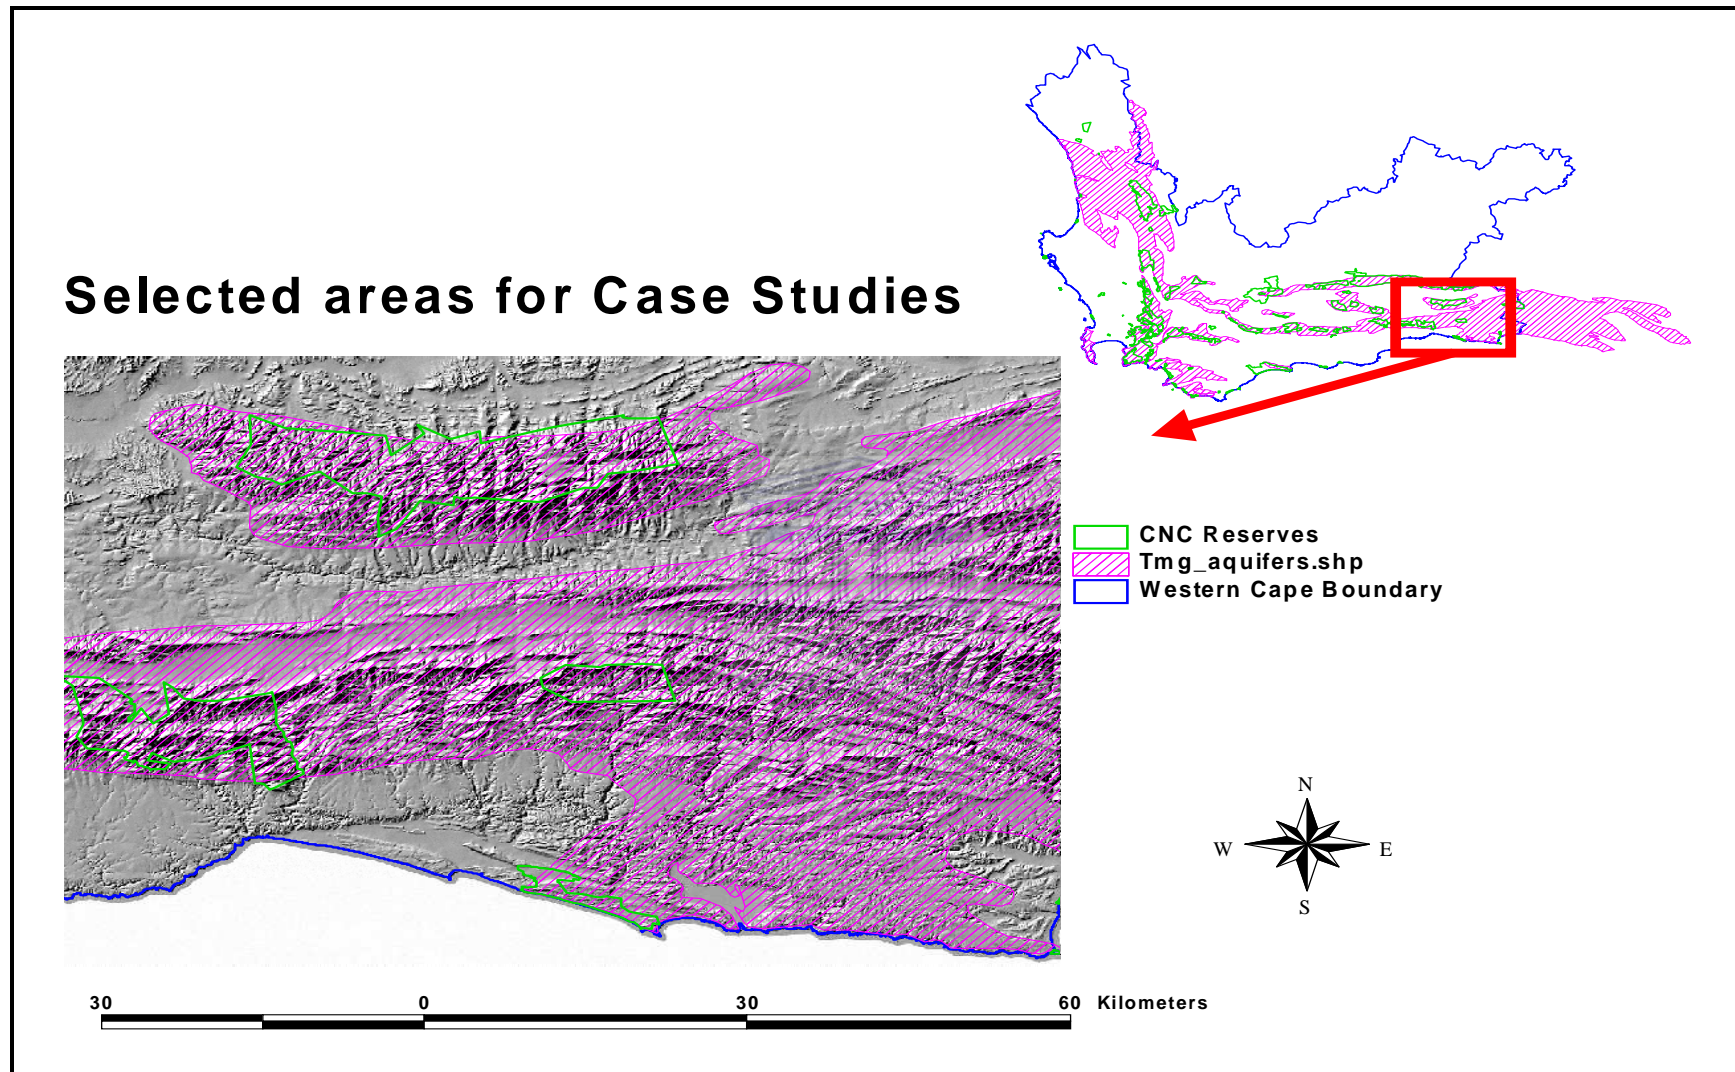 Selected areas for Case Studies
CNC Reserves
Tmg_aquifers.shp
Western Cape Boundary
N
W E
S
30 0 30 60 Kilometers